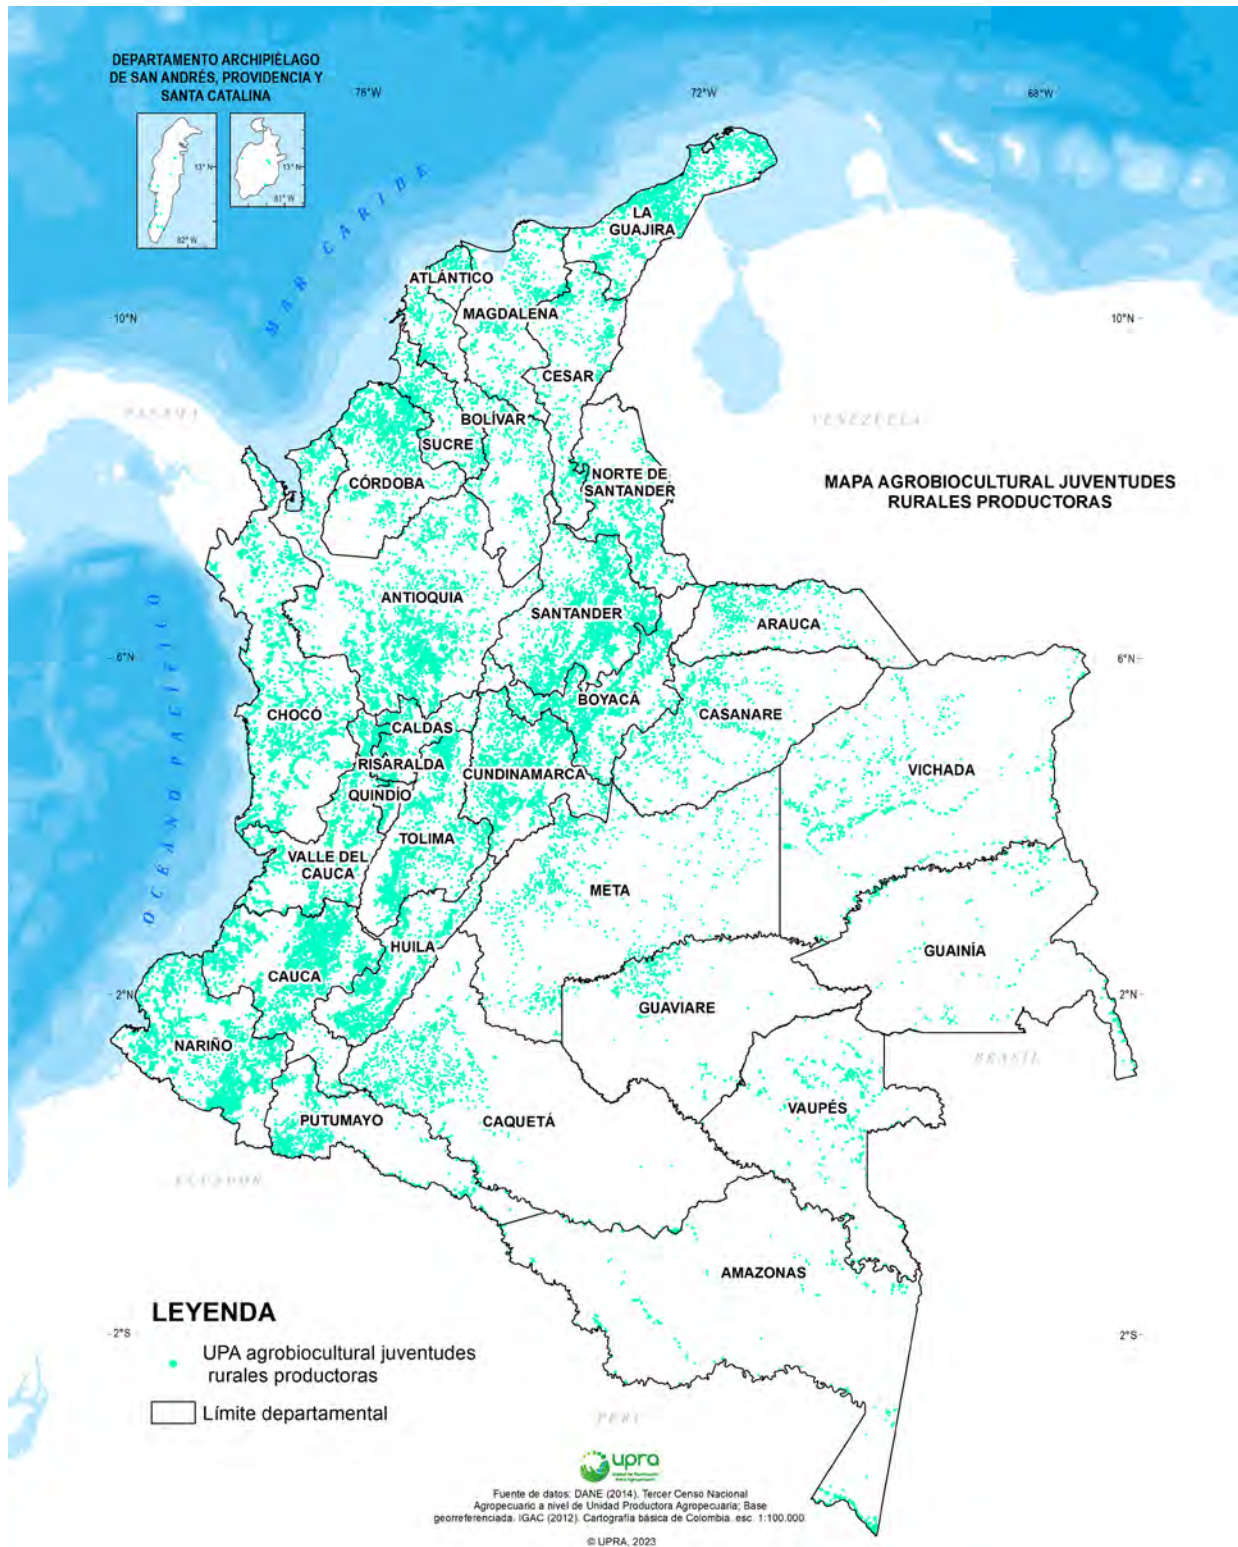 DEPARTAMENTO ARCHIPIÉLAGO
DE SAN ANDRÉS, PROVIDENCIA Y
SANTA CATALINA
76°W
72°W
68°W
13° N
82° W
13° N
81° W
MAR CARIBE
LA
GUAJIRA
ATLÁNTICO
MAGDALENA
10°N
10°N
CESAR
PANAMÁ
VENEZUELA
BOLÍVAR
SUCRE
CÓRDOBA
NORTE DE
SANTANDER
MAPA AGROBIOCULTURAL JUVENTUDES
RURALES PRODUCTORAS
ANTIOQUIA
SANTANDER
ARAUCA
6°N
6°N
OCÉANO PACÍFICO
BOYACÁ
CHOCÓ
CASANARE
CALDAS
RISARALDA
CUNDINAMARCA
VICHADA
QUINDÍO
TOLIMA
VALLE DEL
CAUCA
META
HUILA
GUAINÍA
CAUCA
2°N
2°N
GUAVIARE
NARIÑO
BRASIL
VAUPÉS
PUTUMAYO
CAQUETÁ
ECUADOR
AMAZONAS
LEYENDA
2°S
2°S
UPA agrobiocultural juventudes
rurales productoras
Límite departamental
PERÚ
upra
Fuente de datos: DANE (2014). Tercer Censo Nacional
Agropecuario a nivel de Unidad Productora Agropecuaria; Base
georreferenciada. IGAC (2012). Cartografía básica de Colombia. esc. 1:100.000.
© UPRA, 2023